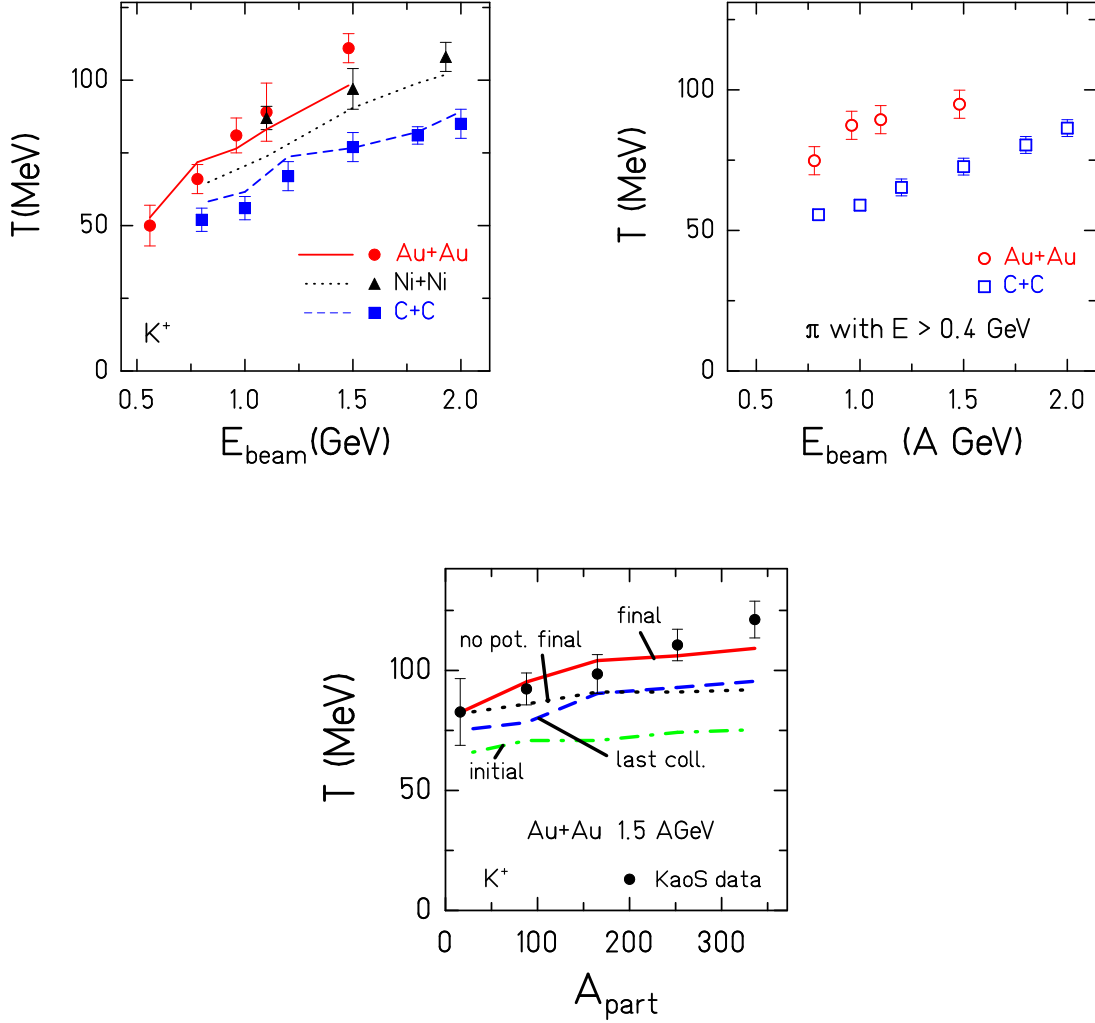 T(MeV)
100
50
0
Au+Au
Ni+Ni
C+C
K⁺
0.5 1.0 1.5 2.0
E_beam(GeV)
T (MeV)
100
50
0
Au+Au
C+C
π with E > 0.4 GeV
0.5 1.0 1.5 2.0
E_beam (A GeV)
T (MeV)
100
50
0
final
no pot. final
last coll.
initial
Au+Au 1.5 AGeV
K⁺
KaoS data
0 100 200 300
A_part